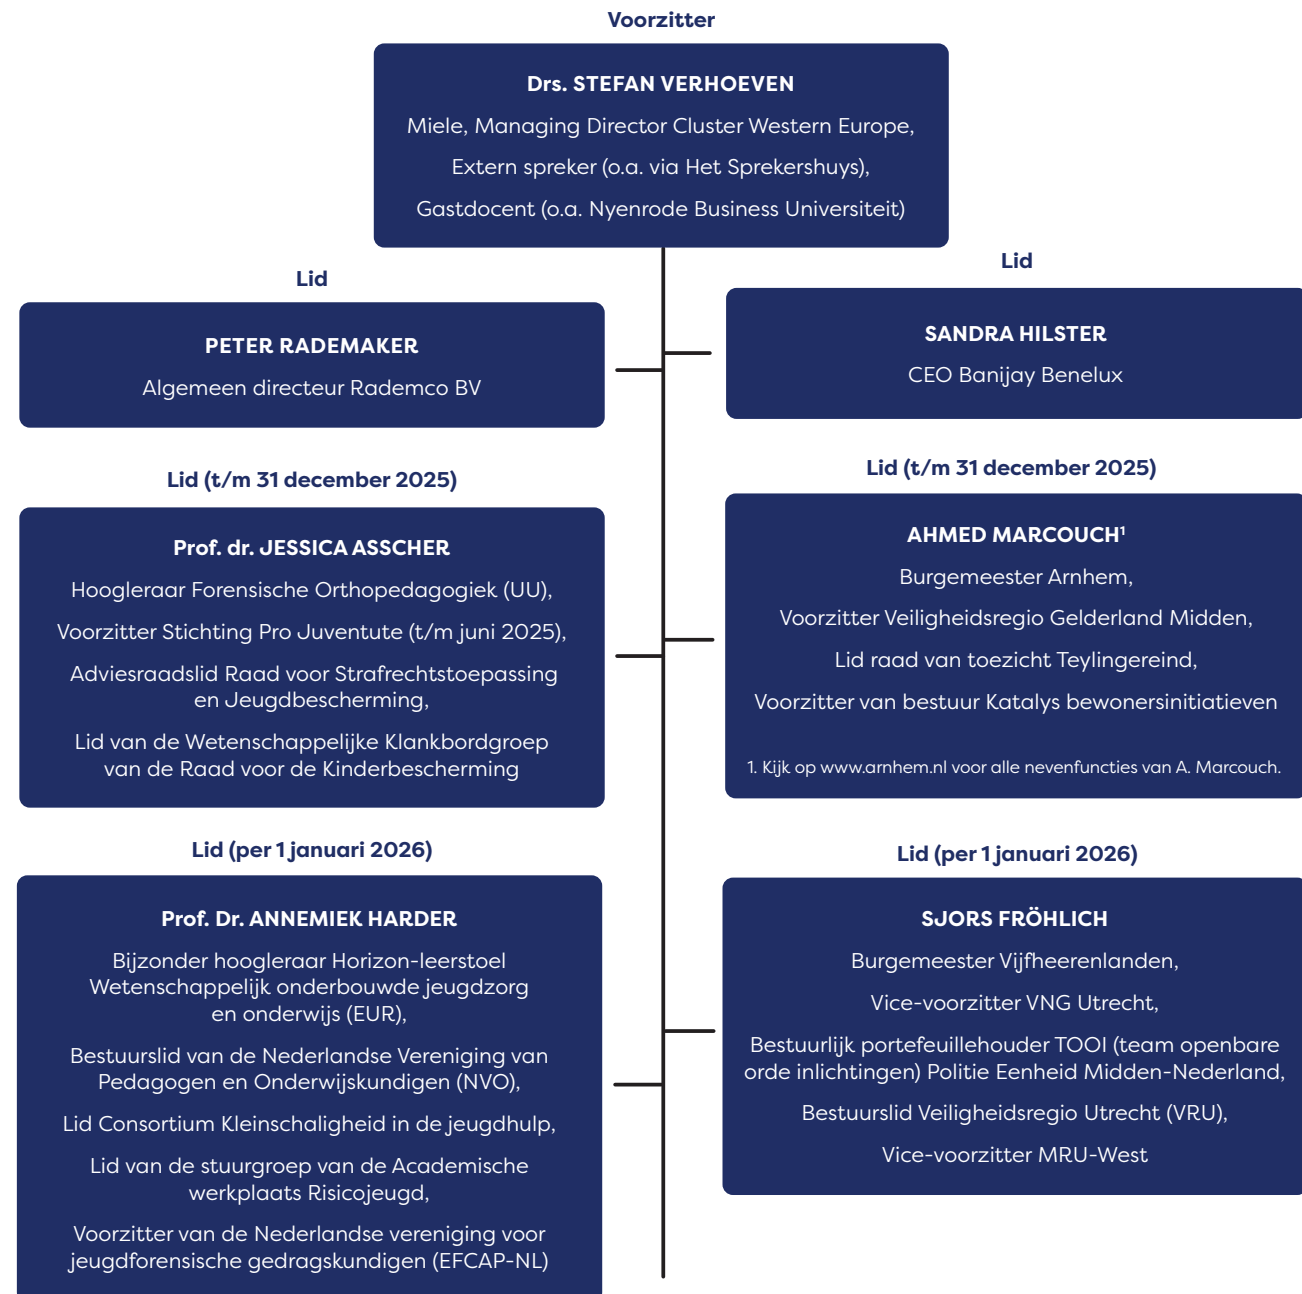 Voorzitter
Drs. STEFAN VERHOEVEN
Miele, Managing Director Cluster Western Europe,
Extern spreker (o.a. via Het Sprekershuys),
Gastdocent (o.a. Nyenrode Business Universiteit)
Lid
PETER RADEMAKER
Algemeen directeur Rademco BV
Lid
SANDRA HILSTER
CEO Banijay Benelux
Lid (t/m 31 december 2025)
Prof. dr. JESSICA ASSCHER
Hoogleraar Forensische Orthopedagogiek (UU),
Voorzitter Stichting Pro Juventute (t/m juni 2025),
Adviesraadslid Raad voor Strafrechtstoepassing
en Jeugdbescherming,
Lid van de Wetenschappelijke Klankbordgroep
van de Raad voor de Kinderbescherming
Lid (t/m 31 december 2025)
AHMED MARCOUCH¹
Burgemeester Arnhem,
Voorzitter Veiligheidsregio Gelderland Midden,
Lid raad van toezicht Teylingereind,
Voorzitter van bestuur Katalys bewonersinitiatieven
1. Kijk op www.arnhem.nl voor alle nevenfuncties van A. Marcouch.
Lid (per 1 januari 2026)
Prof. Dr. ANNEMIEK HARDER
Bijzonder hoogleraar Horizon-leerstoel
Wetenschappelijk onderbouwde jeugdzorg
en onderwijs (EUR),
Bestuurslid van de Nederlandse Vereniging van
Pedagogen en Onderwijskundigen (NVO),
Lid Consortium Kleinschaligheid in de jeugdhulp,
Lid van de stuurgroep van de Academische
werkplaats Risicojeugd,
Voorzitter van de Nederlandse vereniging voor
jeugdforensische gedragskundigen (EFCAP-NL)
Lid (per 1 januari 2026)
SJORS FRÖHLICH
Burgemeester Vijfheerenlanden,
Vice-voorzitter VNG Utrecht,
Bestuurlijk portefeuillehouder TOOI (team openbare
orde inlichtingen) Politie Eenheid Midden-Nederland,
Bestuurslid Veiligheidsregio Utrecht (VRU),
Vice-voorzitter MRU-West